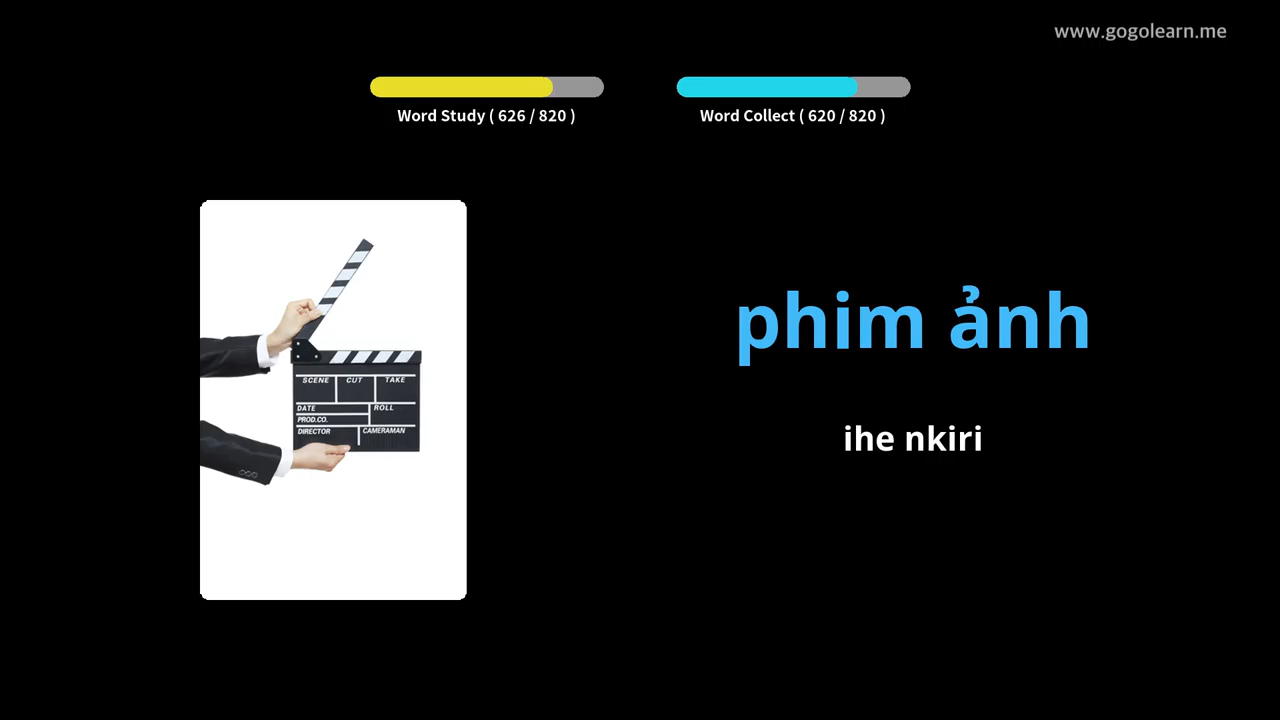 www.gogolearn.me
Word Study ( 626 / 820 )
Word Collect ( 620 / 820 )
phim ảnh
ihe nkiri
SCENE CUT TAKE
DATE ROLL
PROD.CO.
DIRECTOR CAMERAMAN